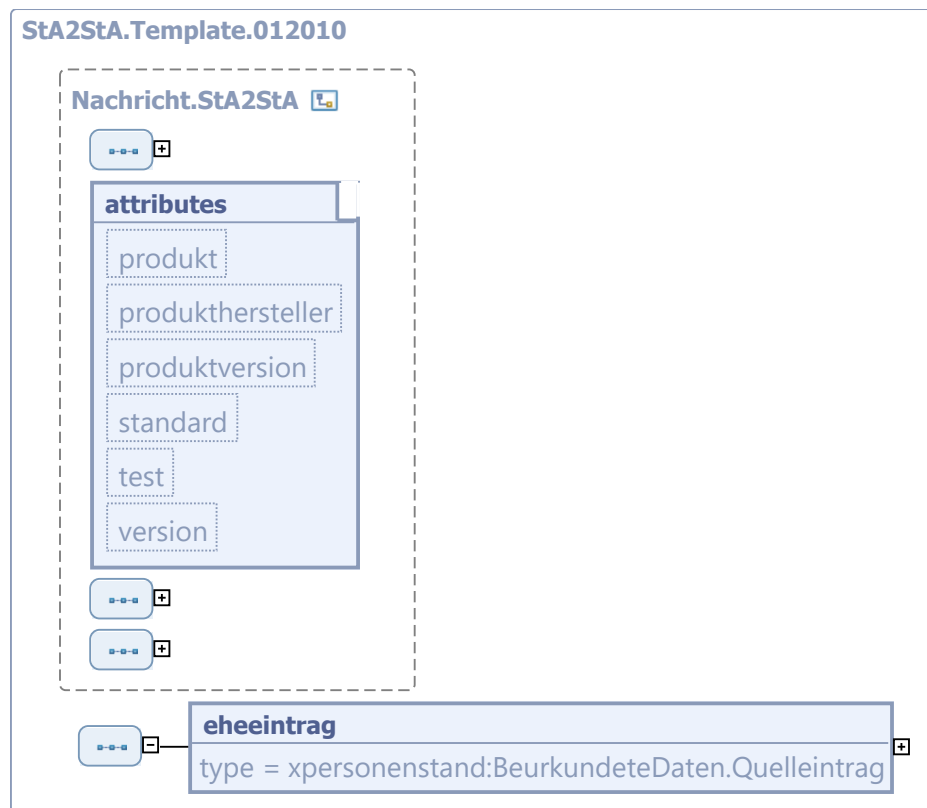 StA2StA.Template.012010
Nachricht.StA2StA
attributes
produkt
produkthersteller
produktversion
standard
test
version
eheeintrag
type = xpersonenstand:BeurkundeteDaten.Quelleintrag